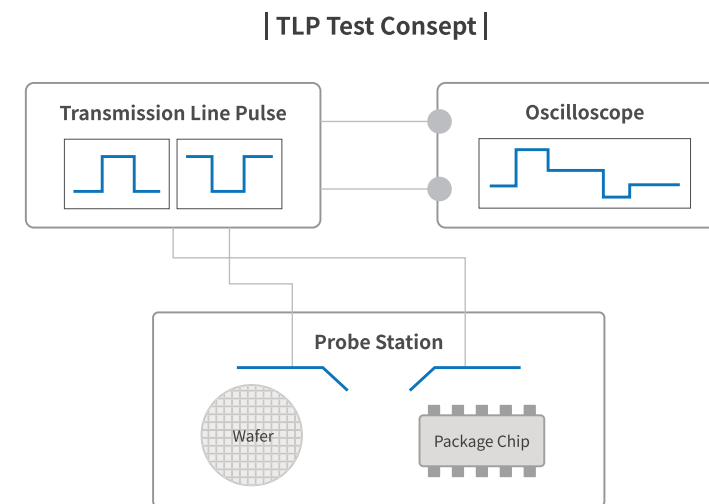 | TLP Test Consept |
Transmission Line Pulse
Oscilloscope
Probe Station
Wafer
Package Chip